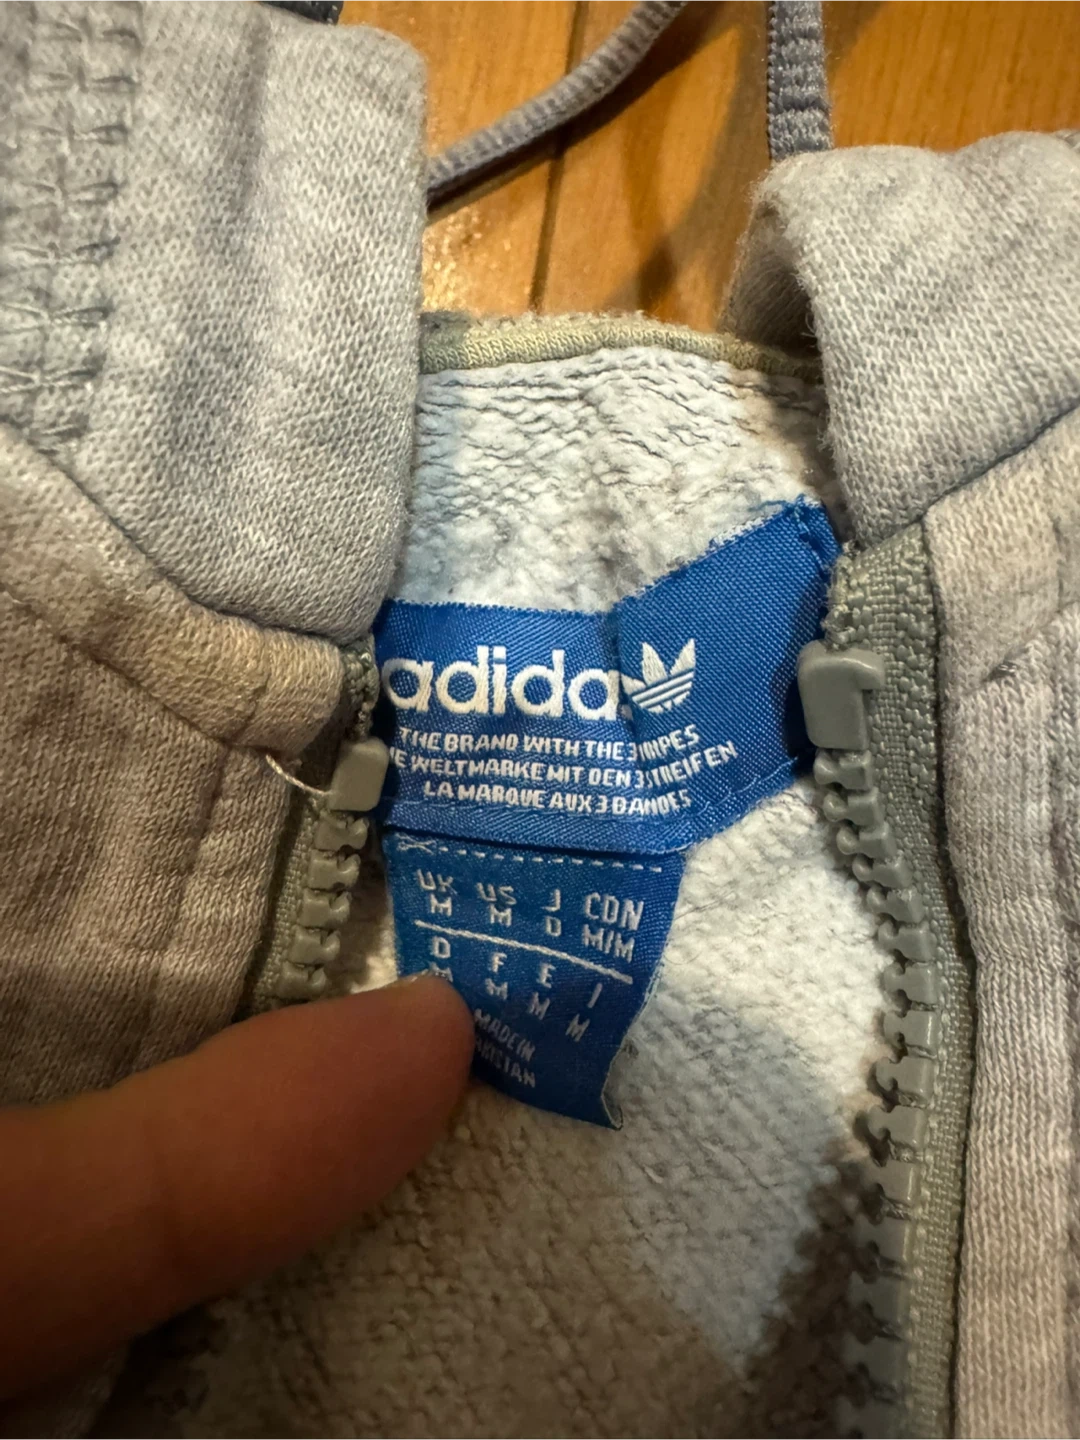 adidas
THE BRAND WITH THE 3 STRIPES
DIE WELTMARKE MIT DEN 3 STREIFEN
LA MARQUE AUX 3 BANDES
UK US J CDN
M M O M/M
D F E I
M M M M
MADE IN
PAKISTAN